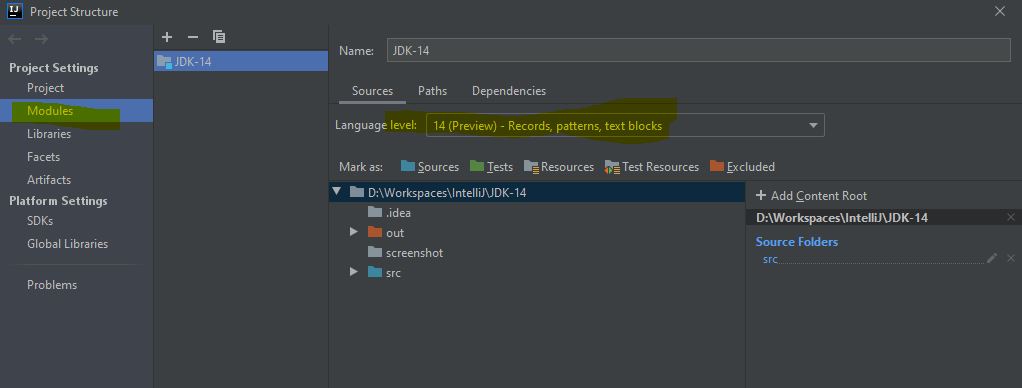 IJ Project Structure
Project Settings
Project
Modules
Libraries
Facets
Artifacts
Platform Settings
SDKs
Global Libraries
Problems
JDK-14
Name: JDK-14
Sources Paths Dependencies
Language level: 14 (Preview) - Records, patterns, text blocks
Mark as: Sources Tests Resources Test Resources Excluded
D:\Workspaces\IntelliJ\JDK-14
.idea
out
screenshot
src
Add Content Root
D:\Workspaces\IntelliJ\JDK-14
Source Folders
src